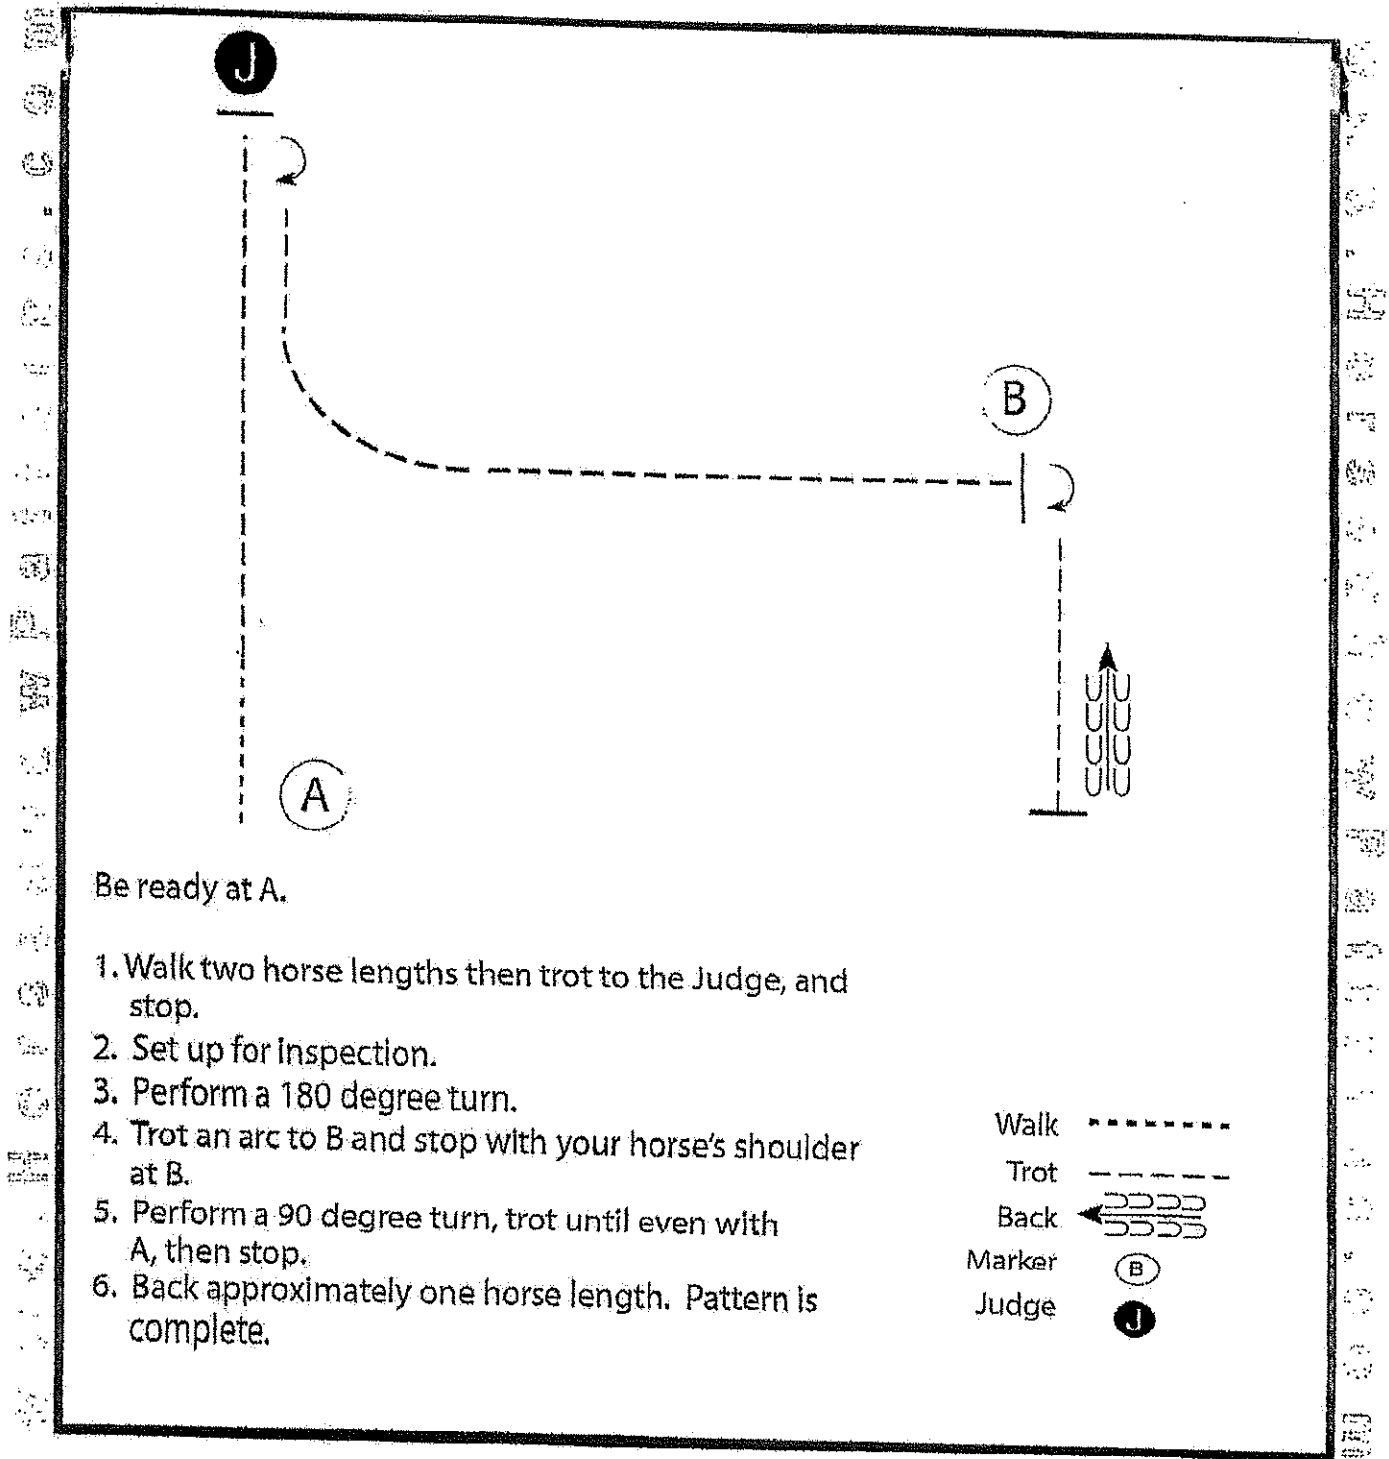 J
B
A
Be ready at A.
1. Walk two horse lengths then trot to the Judge, and
stop.
2. Set up for inspection.
3. Perform a 180 degree turn.
4. Trot an arc to B and stop with your horse's shoulder
at B.
5. Perform a 90 degree turn, trot until even with
A, then stop.
6. Back approximately one horse length. Pattern is
complete.
Walk
Trot
Back
Marker B
Judge J